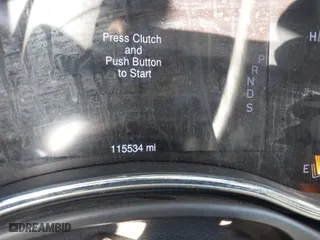 Press Clutch
and
Push Button
to Start
P
R
N
D
S
H
115534 mi
E
DREAMBID